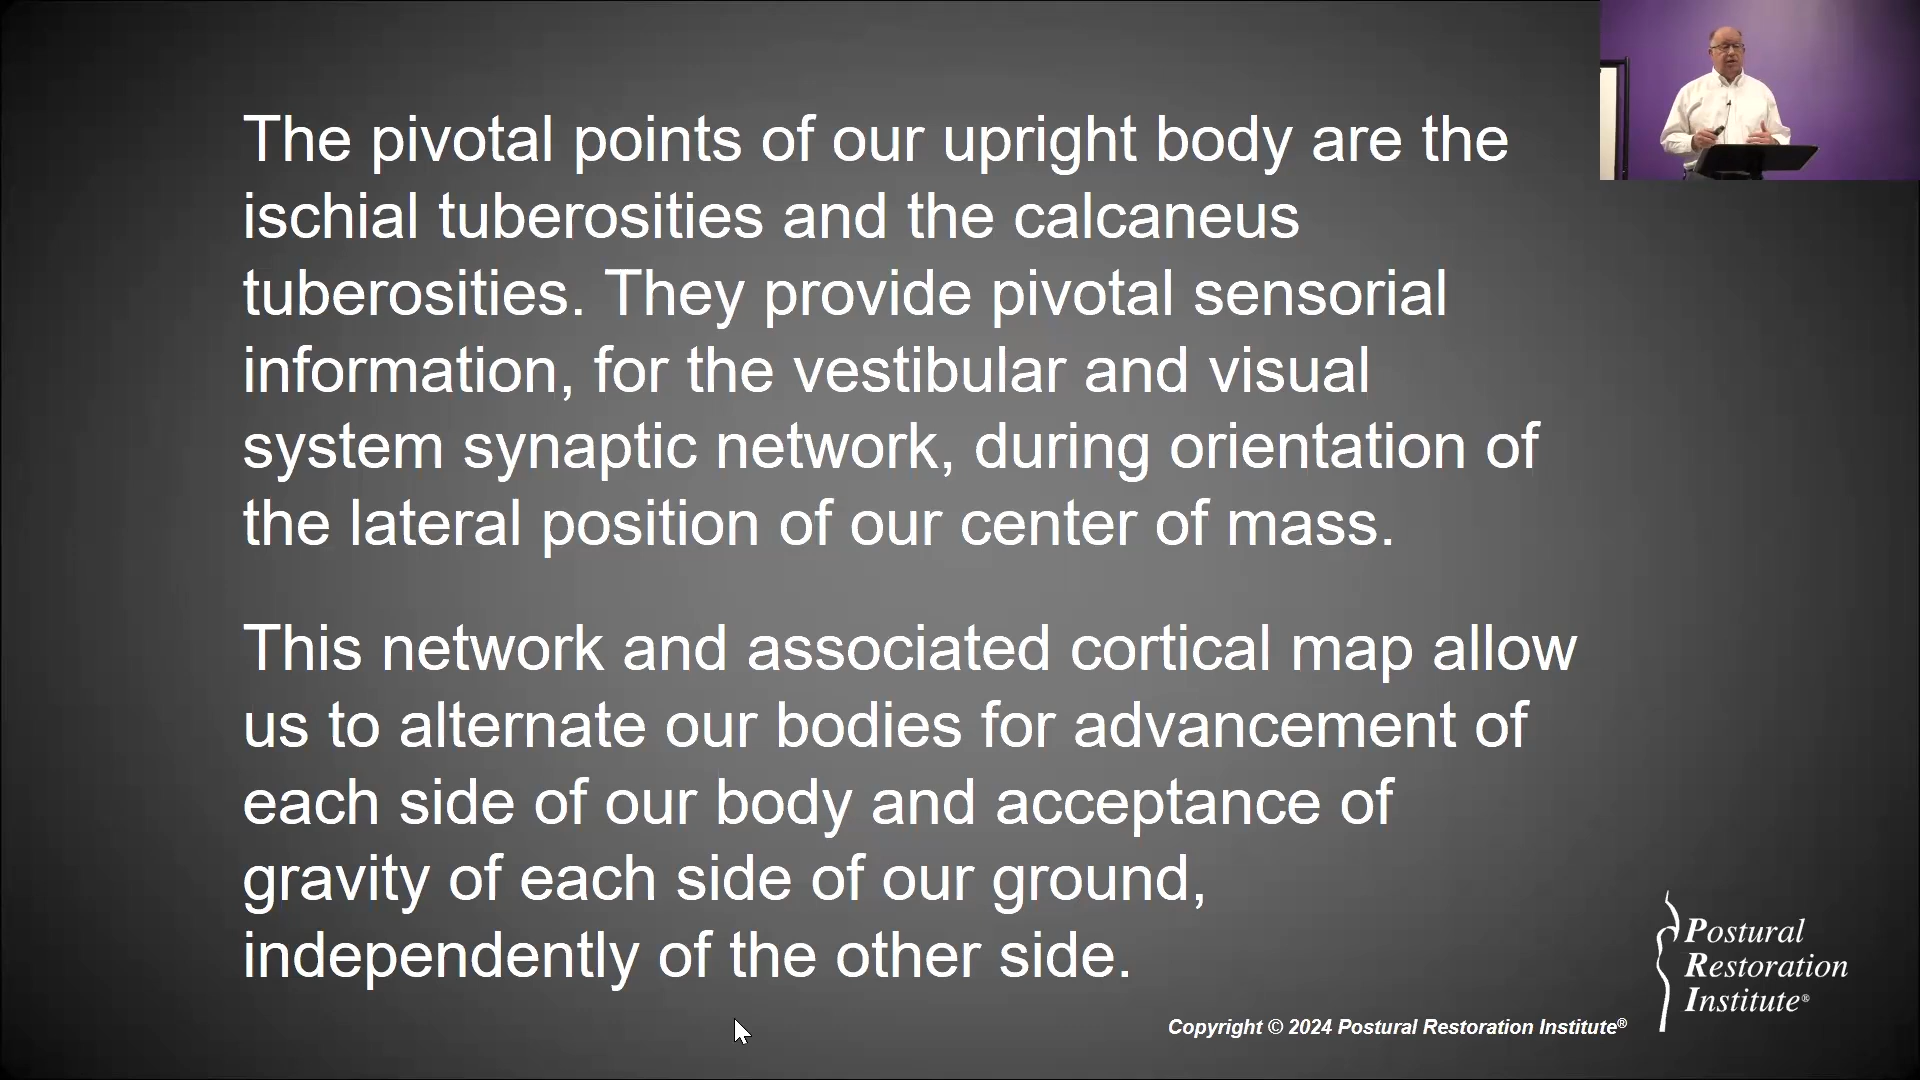 The pivotal points of our upright body are the
ischial tuberosities and the calcaneus
tuberosities. They provide pivotal sensorial
information, for the vestibular and visual
system synaptic network, during orientation of
the lateral position of our center of mass.
This network and associated cortical map allow
us to alternate our bodies for advancement of
each side of our body and acceptance of
gravity of each side of our ground,
independently of the other side.
Postural
Restoration
Institute®
Copyright © 2024 Postural Restoration Institute®